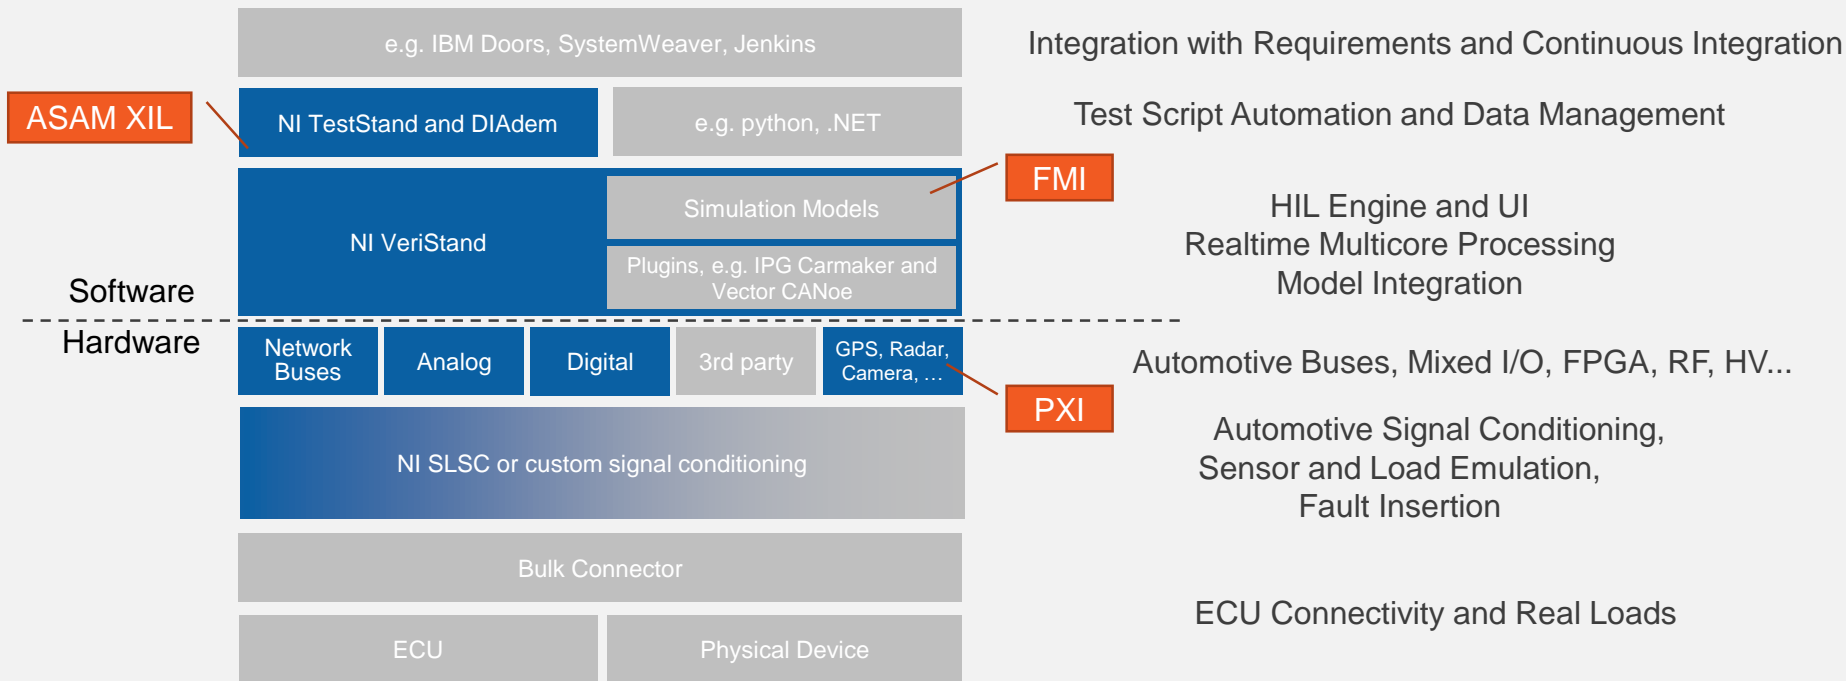 e.g. IBM Doors, SystemWeaver, Jenkins
Integration with Requirements and Continuous Integration
ASAM XIL
NI TestStand and DIAdem
e.g. python, .NET
Test Script Automation and Data Management
FMI
NI VeriStand
Simulation Models
Plugins, e.g. IPG Carmaker and
Vector CANoe
HIL Engine and UI
Realtime Multicore Processing
Model Integration
Software
Hardware
Network
Buses
Analog
Digital
3rd party
GPS, Radar,
Camera, …
Automotive Buses, Mixed I/O, FPGA, RF, HV...
PXI
NI SLSC or custom signal conditioning
Automotive Signal Conditioning,
Sensor and Load Emulation,
Fault Insertion
Bulk Connector
ECU Connectivity and Real Loads
ECU
Physical Device